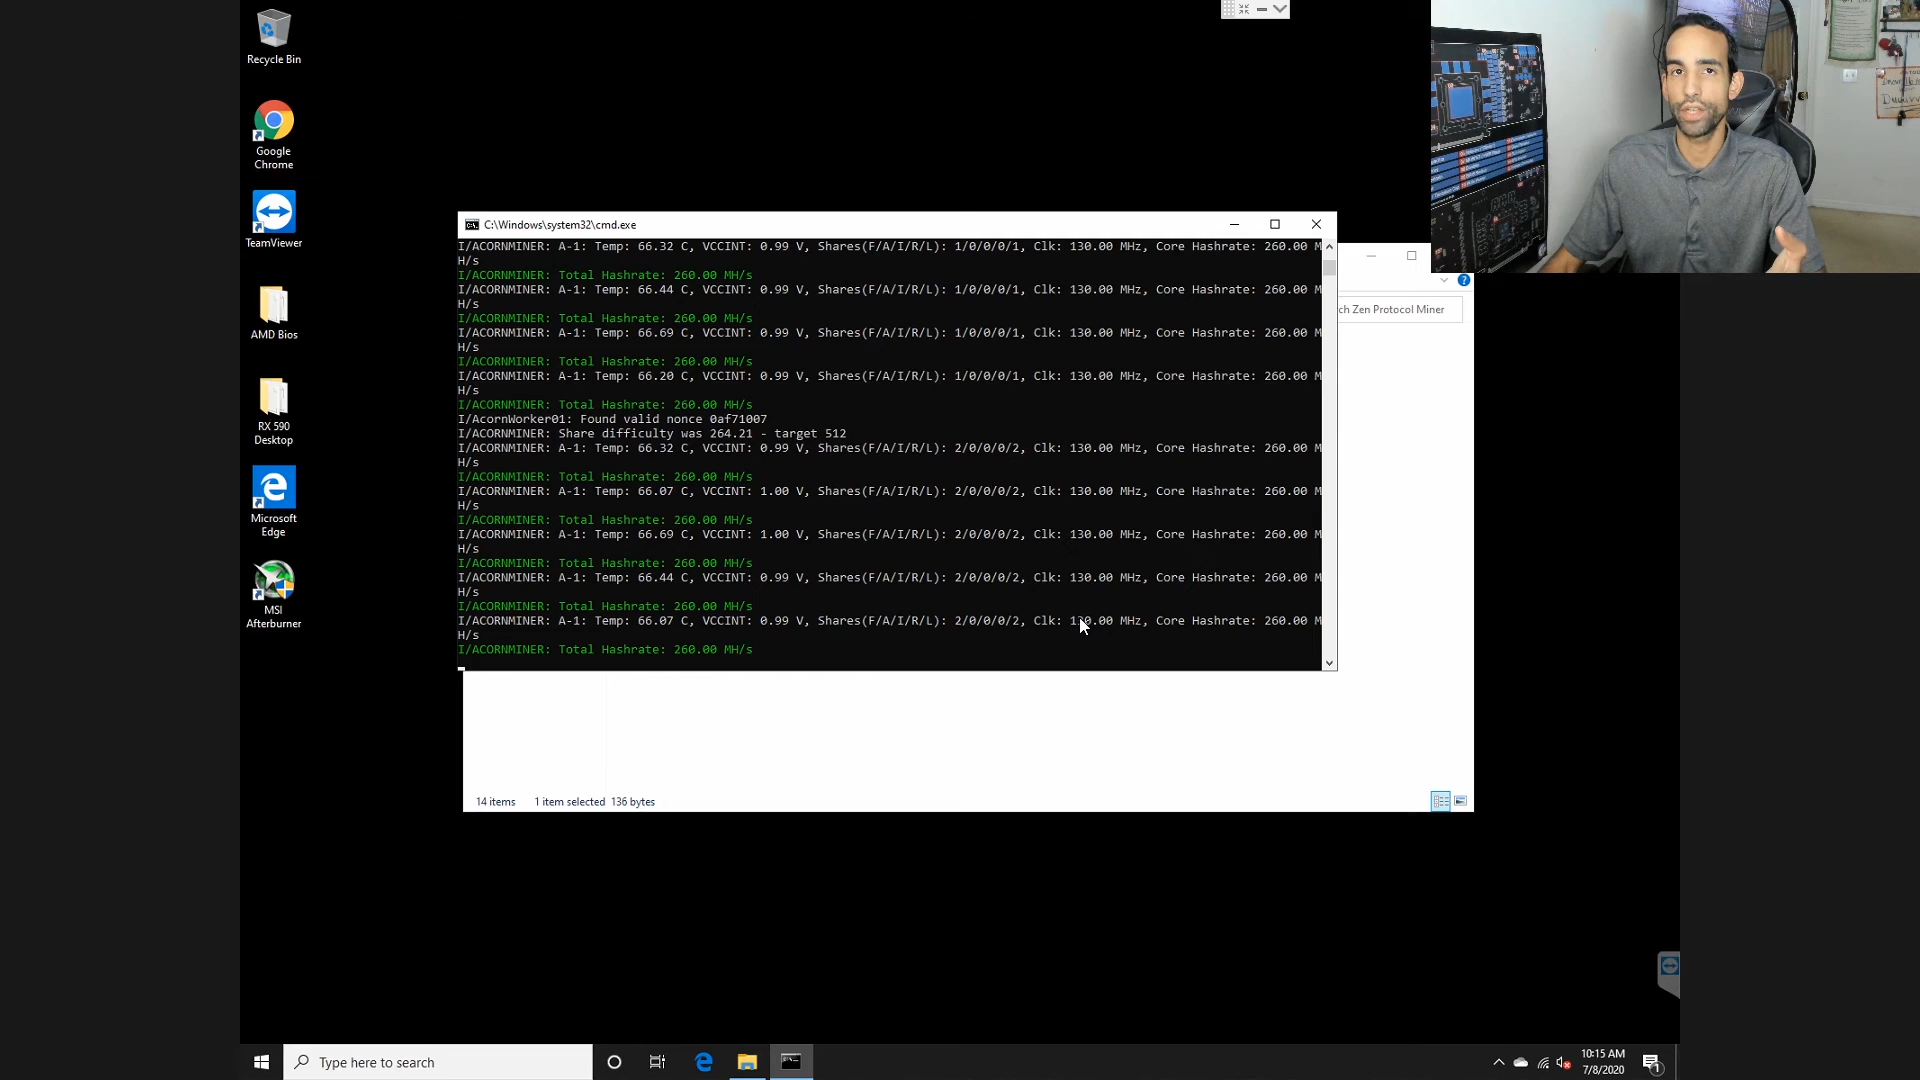 Recycle Bin
Google
Chrome
TeamViewer
AMD Bios
RX 590
Desktop
Microsoft
Edge
MSI
Afterburner
C:\Windows\system32\cmd.exe
I/ACORNMINER: A-1: Temp: 66.32 C, VCCINT: 0.99 V, Shares(F/A/I/R/L): 1/0/0/0/1, Clk: 130.00 MHz, Core Hashrate: 260.00 M
H/s
I/ACORNMINER: Total Hashrate: 260.00 MH/s
I/ACORNMINER: A-1: Temp: 66.44 C, VCCINT: 0.99 V, Shares(F/A/I/R/L): 1/0/0/0/1, Clk: 130.00 MHz, Core Hashrate: 260.00 M
H/s
I/ACORNMINER: Total Hashrate: 260.00 MH/s
I/ACORNMINER: A-1: Temp: 66.69 C, VCCINT: 0.99 V, Shares(F/A/I/R/L): 1/0/0/0/1, Clk: 130.00 MHz, Core Hashrate: 260.00 M
H/s
I/ACORNMINER: Total Hashrate: 260.00 MH/s
I/ACORNMINER: A-1: Temp: 66.20 C, VCCINT: 0.99 V, Shares(F/A/I/R/L): 1/0/0/0/1, Clk: 130.00 MHz, Core Hashrate: 260.00 M
H/s
I/ACORNMINER: Total Hashrate: 260.00 MH/s
I/AcornWorker01: Found valid nonce 0af71007
I/ACORNMINER: Share difficulty was 264.21 - target 512
I/ACORNMINER: A-1: Temp: 66.32 C, VCCINT: 0.99 V, Shares(F/A/I/R/L): 2/0/0/0/2, Clk: 130.00 MHz, Core Hashrate: 260.00 M
H/s
I/ACORNMINER: Total Hashrate: 260.00 MH/s
I/ACORNMINER: A-1: Temp: 66.07 C, VCCINT: 1.00 V, Shares(F/A/I/R/L): 2/0/0/0/2, Clk: 130.00 MHz, Core Hashrate: 260.00 M
H/s
I/ACORNMINER: Total Hashrate: 260.00 MH/s
I/ACORNMINER: A-1: Temp: 66.69 C, VCCINT: 1.00 V, Shares(F/A/I/R/L): 2/0/0/0/2, Clk: 130.00 MHz, Core Hashrate: 260.00 M
H/s
I/ACORNMINER: Total Hashrate: 260.00 MH/s
I/ACORNMINER: A-1: Temp: 66.44 C, VCCINT: 0.99 V, Shares(F/A/I/R/L): 2/0/0/0/2, Clk: 130.00 MHz, Core Hashrate: 260.00 M
H/s
I/ACORNMINER: Total Hashrate: 260.00 MH/s
I/ACORNMINER: A-1: Temp: 66.07 C, VCCINT: 0.99 V, Shares(F/A/I/R/L): 2/0/0/0/2, Clk: 130.00 MHz, Core Hashrate: 260.00 M
H/s
I/ACORNMINER: Total Hashrate: 260.00 MH/s
ch Zen Protocol Miner
14 items 1 item selected 136 bytes
Type here to search
10:15 AM
7/8/2020
1